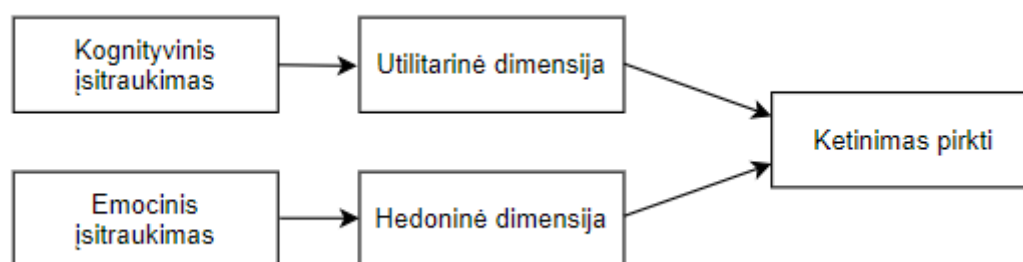 Kognityvinis
įsitraukimas
Utilitarinė dimensija
Ketinimas pirkti
Emocinis
įsitraukimas
Hedoninė dimensija